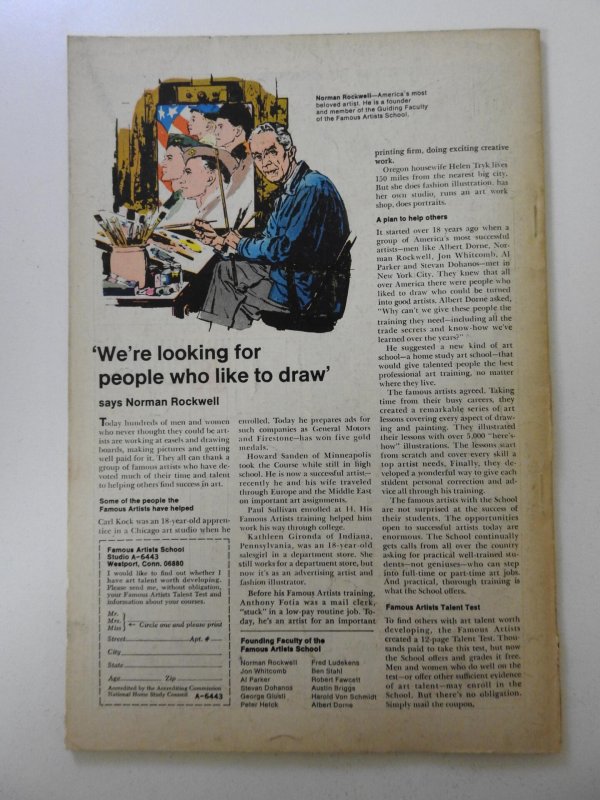 Norman Rockwell—America's most
beloved artist. He is a founder
and member of the Guiding Faculty
of the Famous Artists School.
'We're looking for
people who like to draw'
says Norman Rockwell
Today hundreds of men and women
who never thought they could be art-
ists are working at easels and drawing
boards, making pictures and getting
well paid for it. They all can thank a
group of famous artists who have de-
voted much of their time and talent
to helping others find success in art.
Some of the people the
Famous Artists have helped
Carl Kock was an 18-year-old appren-
tice in a Chicago art studio when he
Famous Artists School
Studio A-6443
Westport, Conn. 06880
I would like to find out whether I
have art talent worth developing.
Please send me, without obligation,
your Famous Artists Talent Test and
information about your courses.
Mr.
Mrs.
Miss
← Circle one and please print
Street Apt. #
City
State
Age Zip
Accredited by the Accrediting Commission
National Home Study Council. A-6443
enrolled. Today he prepares ads for
such companies as General Motors
and Firestone—has won five gold
medals.
Howard Sanden of Minneapolis
took the Course while still in high
school. He is now a successful artist—
recently he and his wife traveled
through Europe and the Middle East
on important art assignments.
Paul Sullivan enrolled at 14. His
Famous Artists training helped him
work his way through college.
Kathleen Gironda of Indiana,
Pennsylvania, was an 18-year-old
salesgirl in a department store. She
still works for a department store, but
now it's as an advertising artist and
fashion illustrator.
Before his Famous Artists training,
Anthony Fotia was a mail clerk,
"stuck" in a low-pay routine job. To-
day, he's an artist for an important
Founding Faculty of the
Famous Artists School
Norman Rockwell Fred Ludekens
Jon Whitcomb Ben Stahl
Al Parker Robert Fawcett
Stevan Dohanos Austin Briggs
George Giusti Harold Von Schmidt
Peter Helck Albert Dorne
printing firm, doing exciting creative
work.
Oregon housewife Helen Tryk lives
150 miles from the nearest big city.
But she does fashion illustration, has
her own studio, runs an art work-
shop, does portraits.
A plan to help others
It started over 18 years ago when a
group of America's most successful
artists—men like Albert Dorne, Nor-
man Rockwell, Jon Whitcomb, Al
Parker and Stevan Dohanos—met in
New York City. They knew that all
over America there were people who
liked to draw who could be turned
into good artists. Albert Dorne asked,
"Why can't we give these people the
training they need—including all the
trade secrets and know-how we've
learned over the years?"
He suggested a new kind of art
school—a home study art school—that
would give talented people the best
professional art training, no matter
where they live.
The famous artists agreed. Taking
time from their busy careers, they
created a remarkable series of art
lessons covering every aspect of draw-
ing and painting. They illustrated
their lessons with over 5,000 "here's-
how" illustrations. The lessons start
from scratch and cover every skill a
top artist needs. Finally, they de-
veloped a wonderful way to give each
student personal correction and ad-
vice all through his training.
The famous artists with the School
are not surprised at the success of
their students. The opportunities
open to successful artists today are
enormous. The School continually
gets calls from all over the country
asking for practical well-trained stu-
dents—not geniuses—who can step
into full-time or part-time art jobs.
And practical, thorough training is
what the School offers.
Famous Artists Talent Test
To find others with art talent worth
developing, the Famous Artists
created a 12-page Talent Test. Thou-
sands paid to take this test, but now
the School offers and grades it free.
Men and women who do well on the
test—or offer other sufficient evidence
of art talent—may enroll in the
School. But there's no obligation.
Simply mail the coupon.